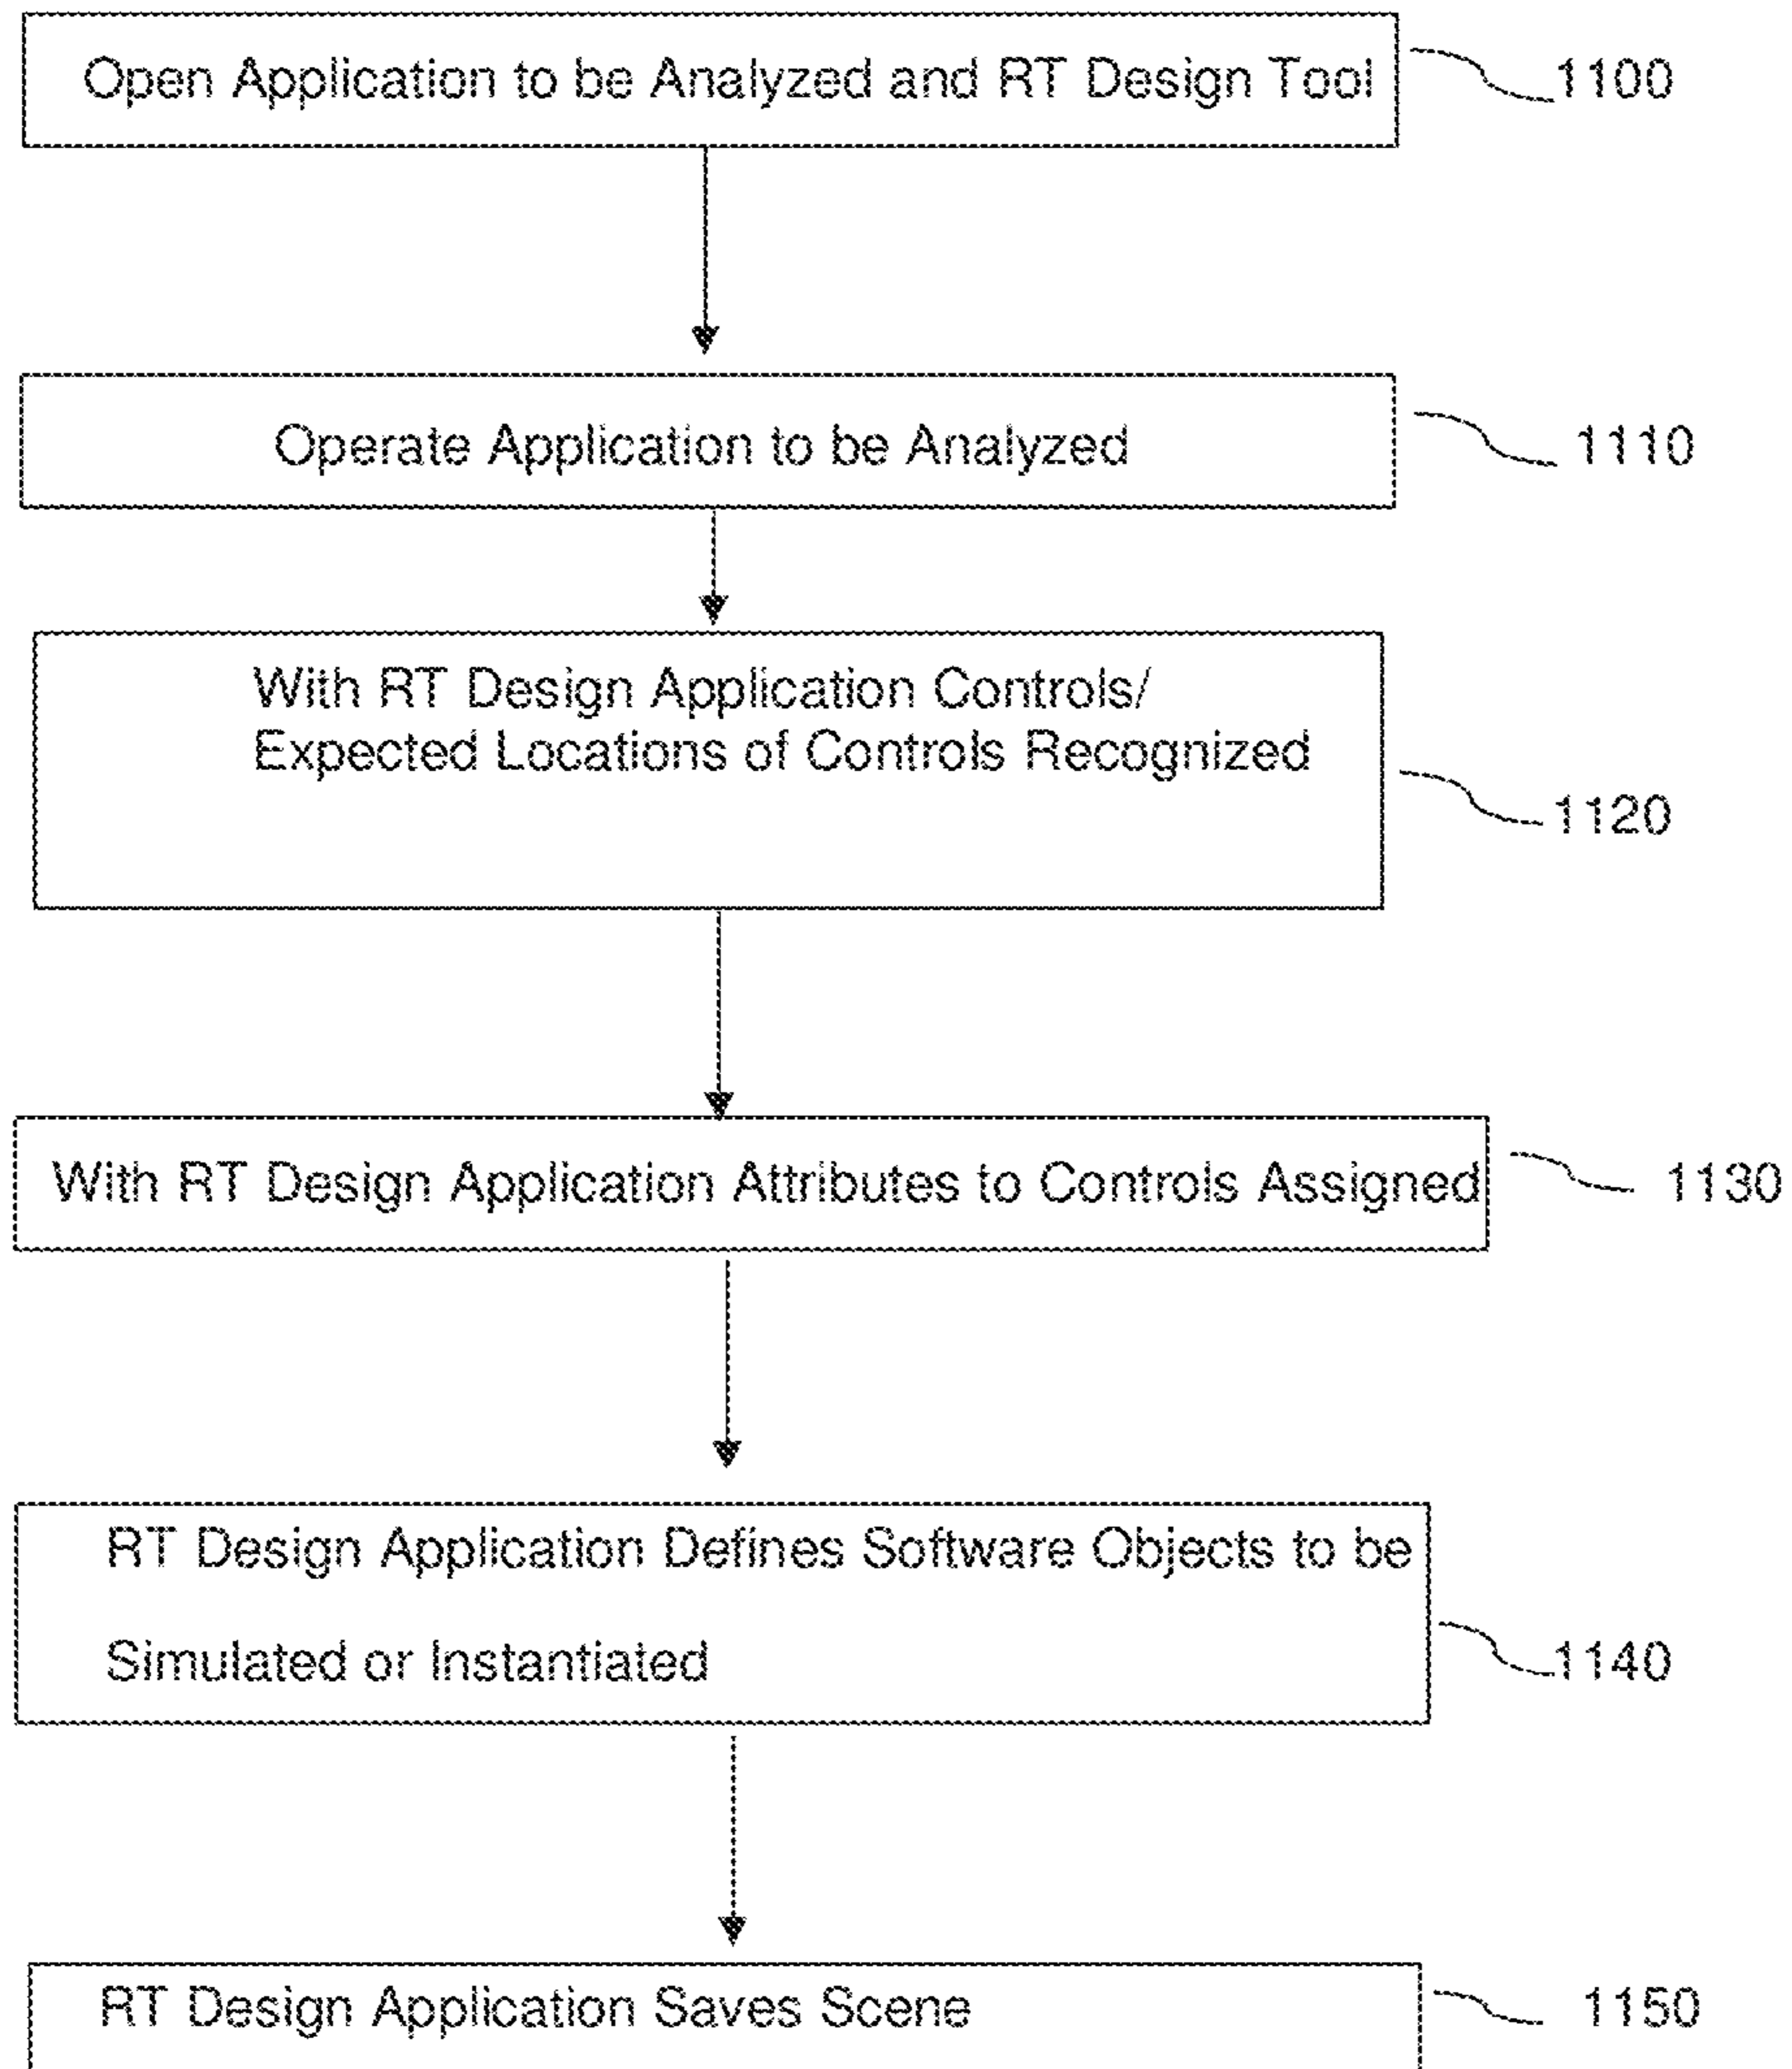 Open Application to be Analyzed and RT Design Tool
1100
Operate Application to be Analyzed
1110
With RT Design Application Controls/
Expected Locations of Controls Recognized
1120
With RT Design Application Attributes to Controls Assigned
1130
RT Design Application Defines Software Objects to be
Simulated or Instantiated
1140
RT Design Application Saves Scene
1150